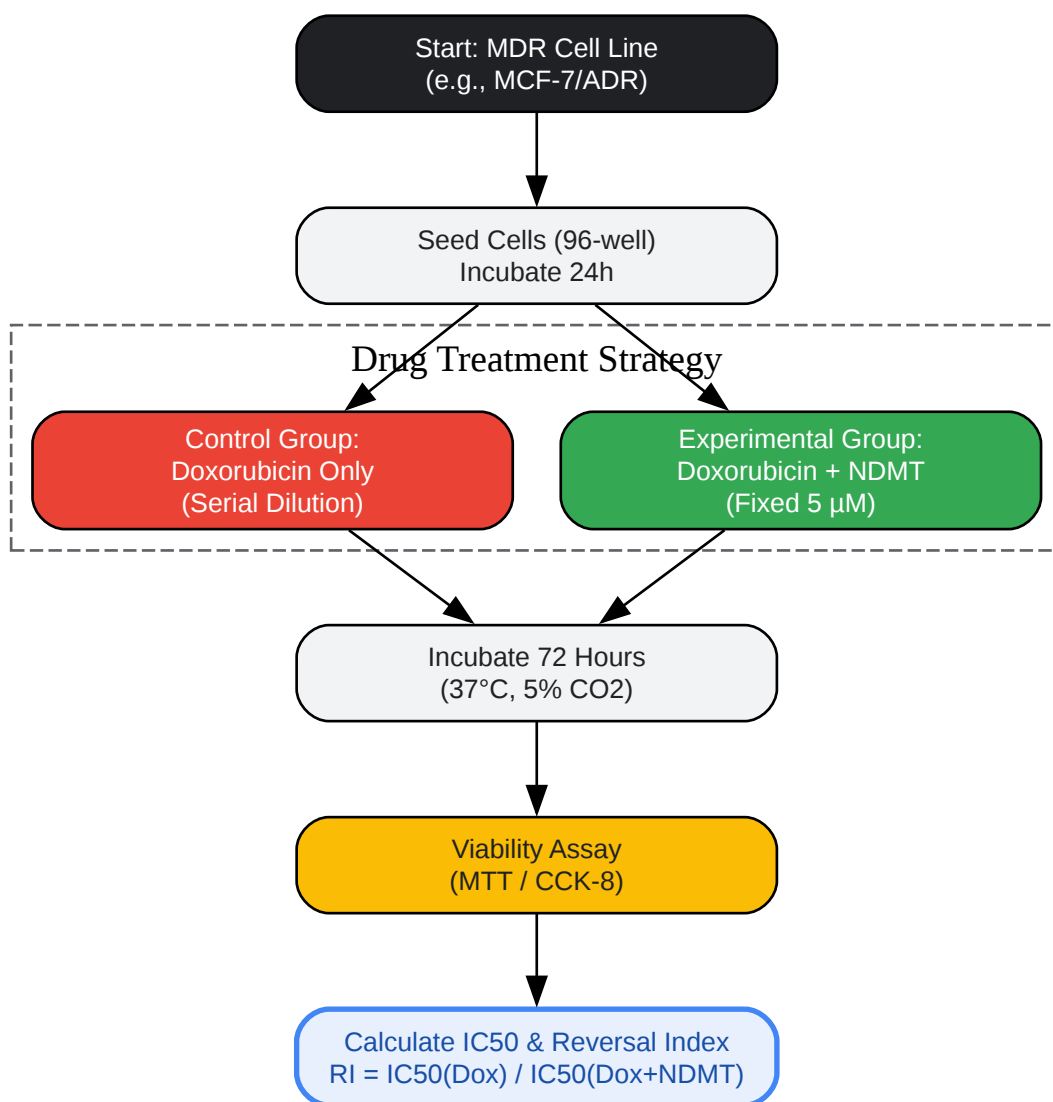 Start: MDR Cell Line
(e.g., MCF-7/ADR)
Seed Cells (96-well)
Incubate 24h
Drug Treatment Strategy
Control Group:
Doxorubicin Only
(Serial Dilution)
Experimental Group:
Doxorubicin + NDMT
(Fixed 5 µM)
Incubate 72 Hours
(37°C, 5% CO2)
Viability Assay
(MTT / CCK-8)
Calculate IC50 & Reversal Index
RI = IC50(Dox) / IC50(Dox+NDMT)